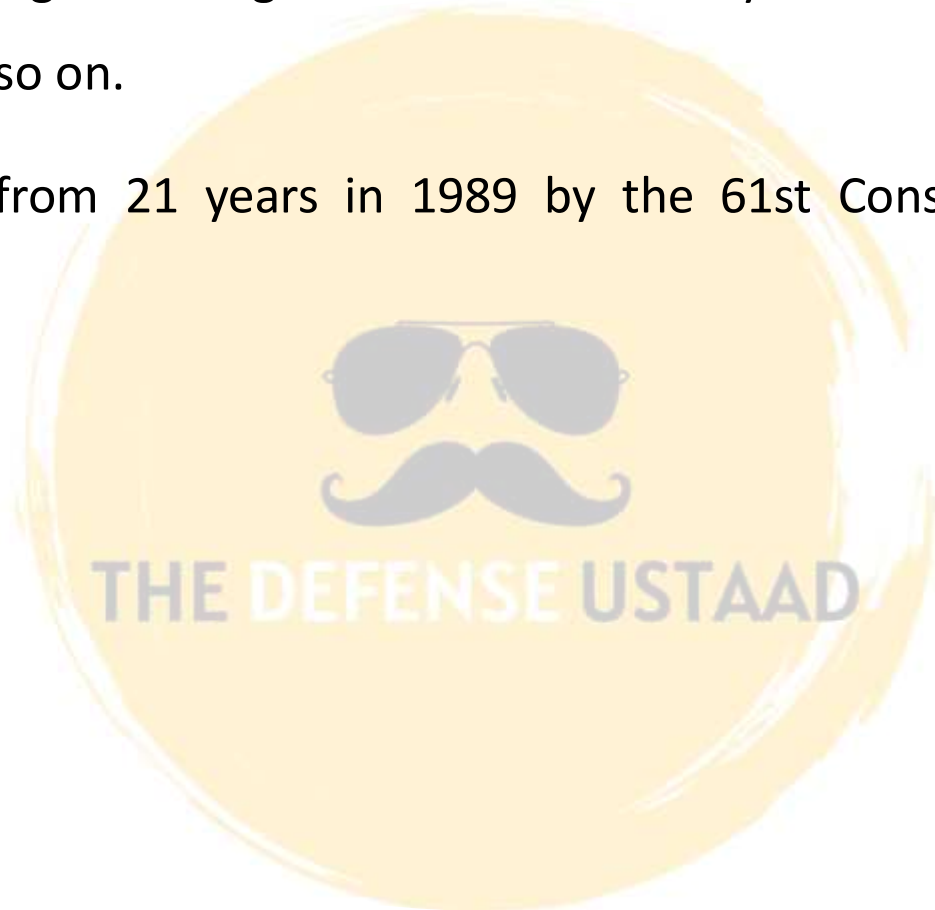 so on.
from 21 years in 1989 by the 61st Cons
THE DEFENSE USTAAD